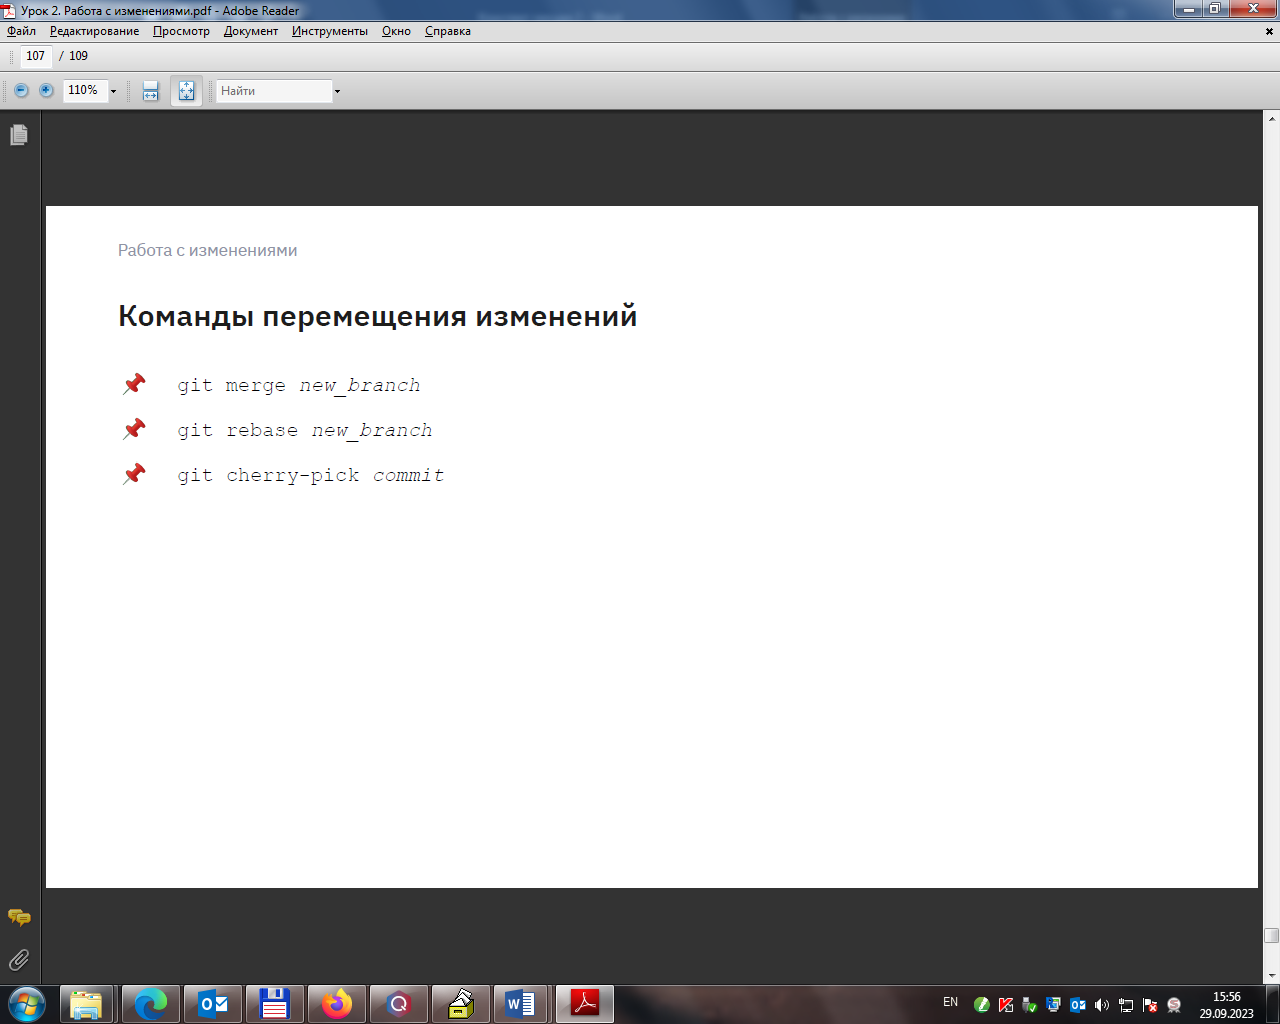 Урок 2. Работа с изменениями.pdf - Adobe Reader
Файл Редактирование Просмотр Документ Инструменты Окно Справка
107 / 109
110% Найти
Работа с изменениями
Команды перемещения изменений
git merge new_branch
git rebase new_branch
git cherry-pick commit
EN 15:56
29.09.2023